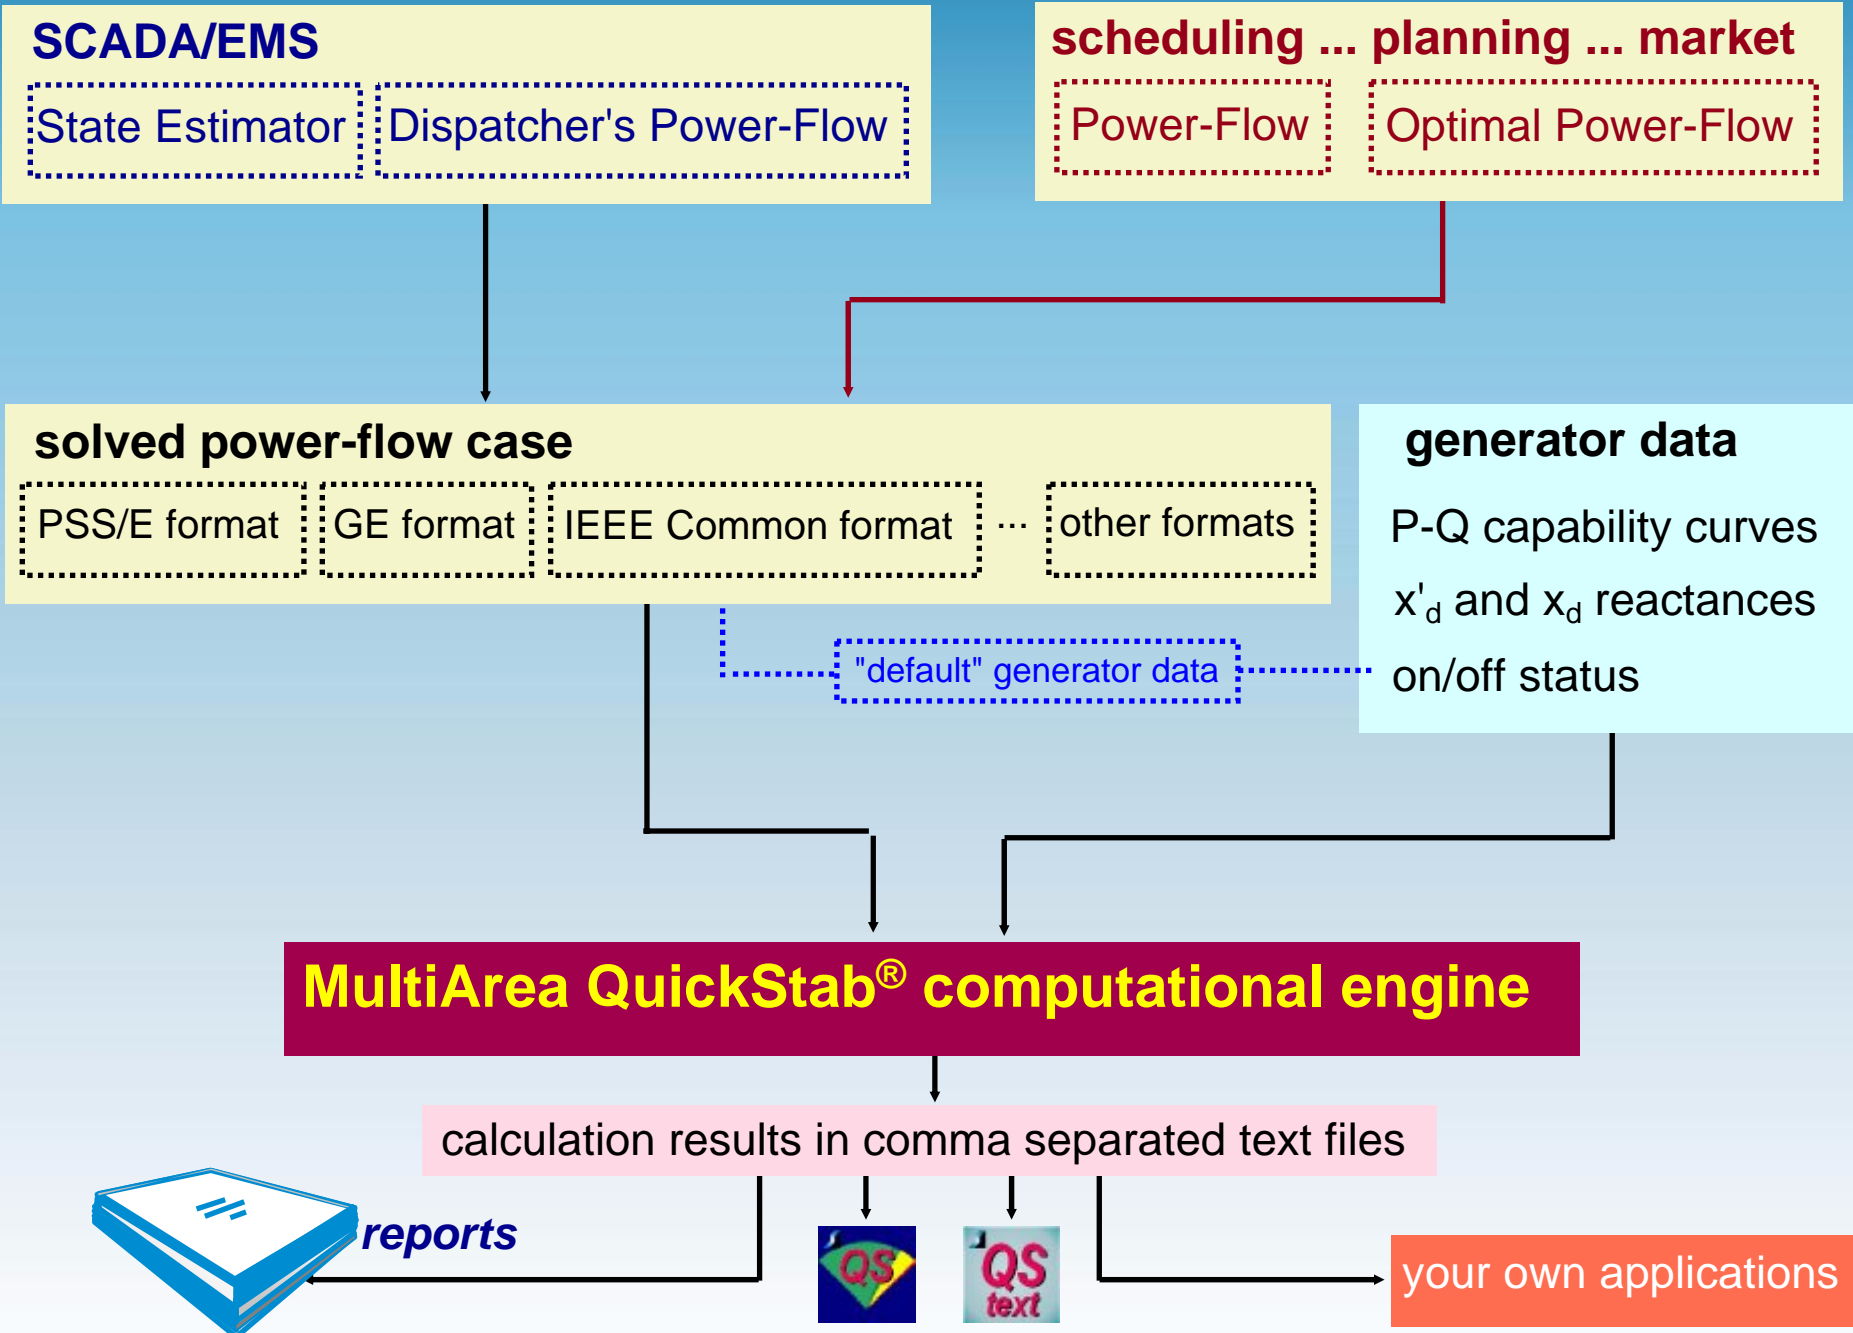 SCADA/EMS
State Estimator
Dispatcher's Power-Flow
scheduling ... planning ... market
Power-Flow
Optimal Power-Flow
solved power-flow case
PSS/E format
GE format
IEEE Common format
...
other formats
generator data
P-Q capability curves
x'd and xd reactances
on/off status
"default" generator data
MultiArea QuickStab® computational engine
calculation results in comma separated text files
reports
QS
QS
text
your own applications